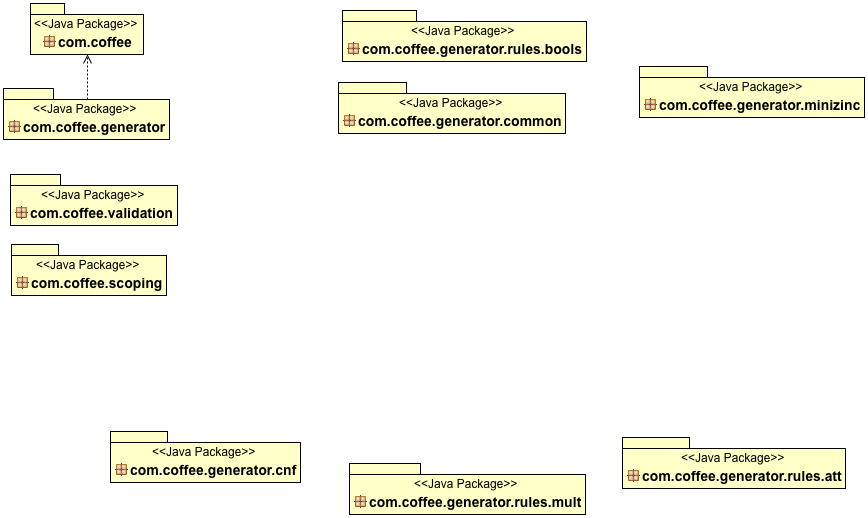 <<Java Package>>
com.coffee
<<Java Package>>
com.coffee.generator
<<Java Package>>
com.coffee.validation
<<Java Package>>
com.coffee.scoping
<<Java Package>>
com.coffee.generator.rules.bools
<<Java Package>>
com.coffee.generator.common
<<Java Package>>
com.coffee.generator.minizinc
<<Java Package>>
com.coffee.generator.cnf
<<Java Package>>
com.coffee.generator.rules.mult
<<Java Package>>
com.coffee.generator.rules.att